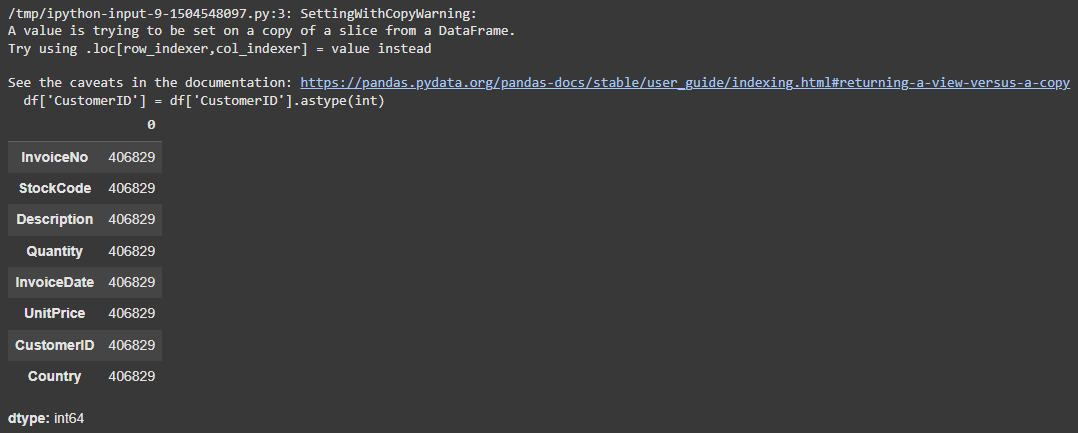 /tmp/ipython-input-9-1504548097.py:3: SettingWithCopyWarning:
A value is trying to be set on a copy of a slice from a DataFrame.
Try using .loc[row_indexer,col_indexer] = value instead
See the caveats in the documentation: https://pandas.pydata.org/pandas-docs/stable/user_guide/indexing.html#returning-a-view-versus-a-copy
df['CustomerID'] = df['CustomerID'].astype(int)
0
InvoiceNo 406829
StockCode 406829
Description 406829
Quantity 406829
InvoiceDate 406829
UnitPrice 406829
CustomerID 406829
Country 406829
dtype: int64